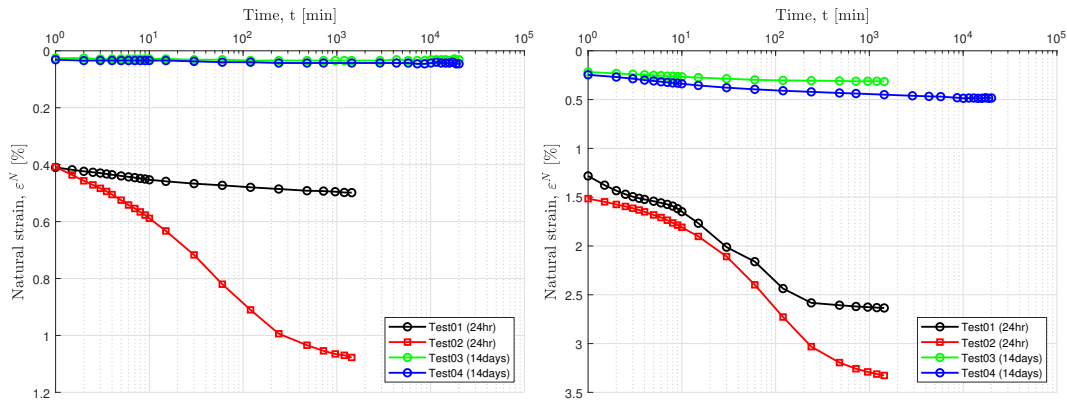 Time, t [min]
10^0 10^1 10^2 10^3 10^4 10^5
0
0.2
0.4
0.6
0.8
1
1.2
Natural strain, ε^N [%]
Test01 (24hr)
Test02 (24hr)
Test03 (14days)
Test04 (14days)
Time, t [min]
10^0 10^1 10^2 10^3 10^4 10^5
0
0.5
1
1.5
2
2.5
3
3.5
Natural strain, ε^N [%]
Test01 (24hr)
Test02 (24hr)
Test03 (14days)
Test04 (14days)